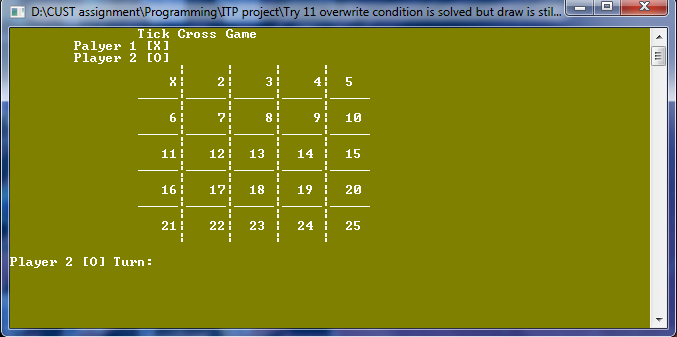 D:\CUST assignment\Programming\ITP project\Try 11 overwrite condition is solved but draw is stil...
Tick Cross Game
Palyer 1 [X]
Player 2 [O]
X 2 3 4 5
6 7 8 9 10
11 12 13 14 15
16 17 18 19 20
21 22 23 24 25
Player 2 [O] Turn: